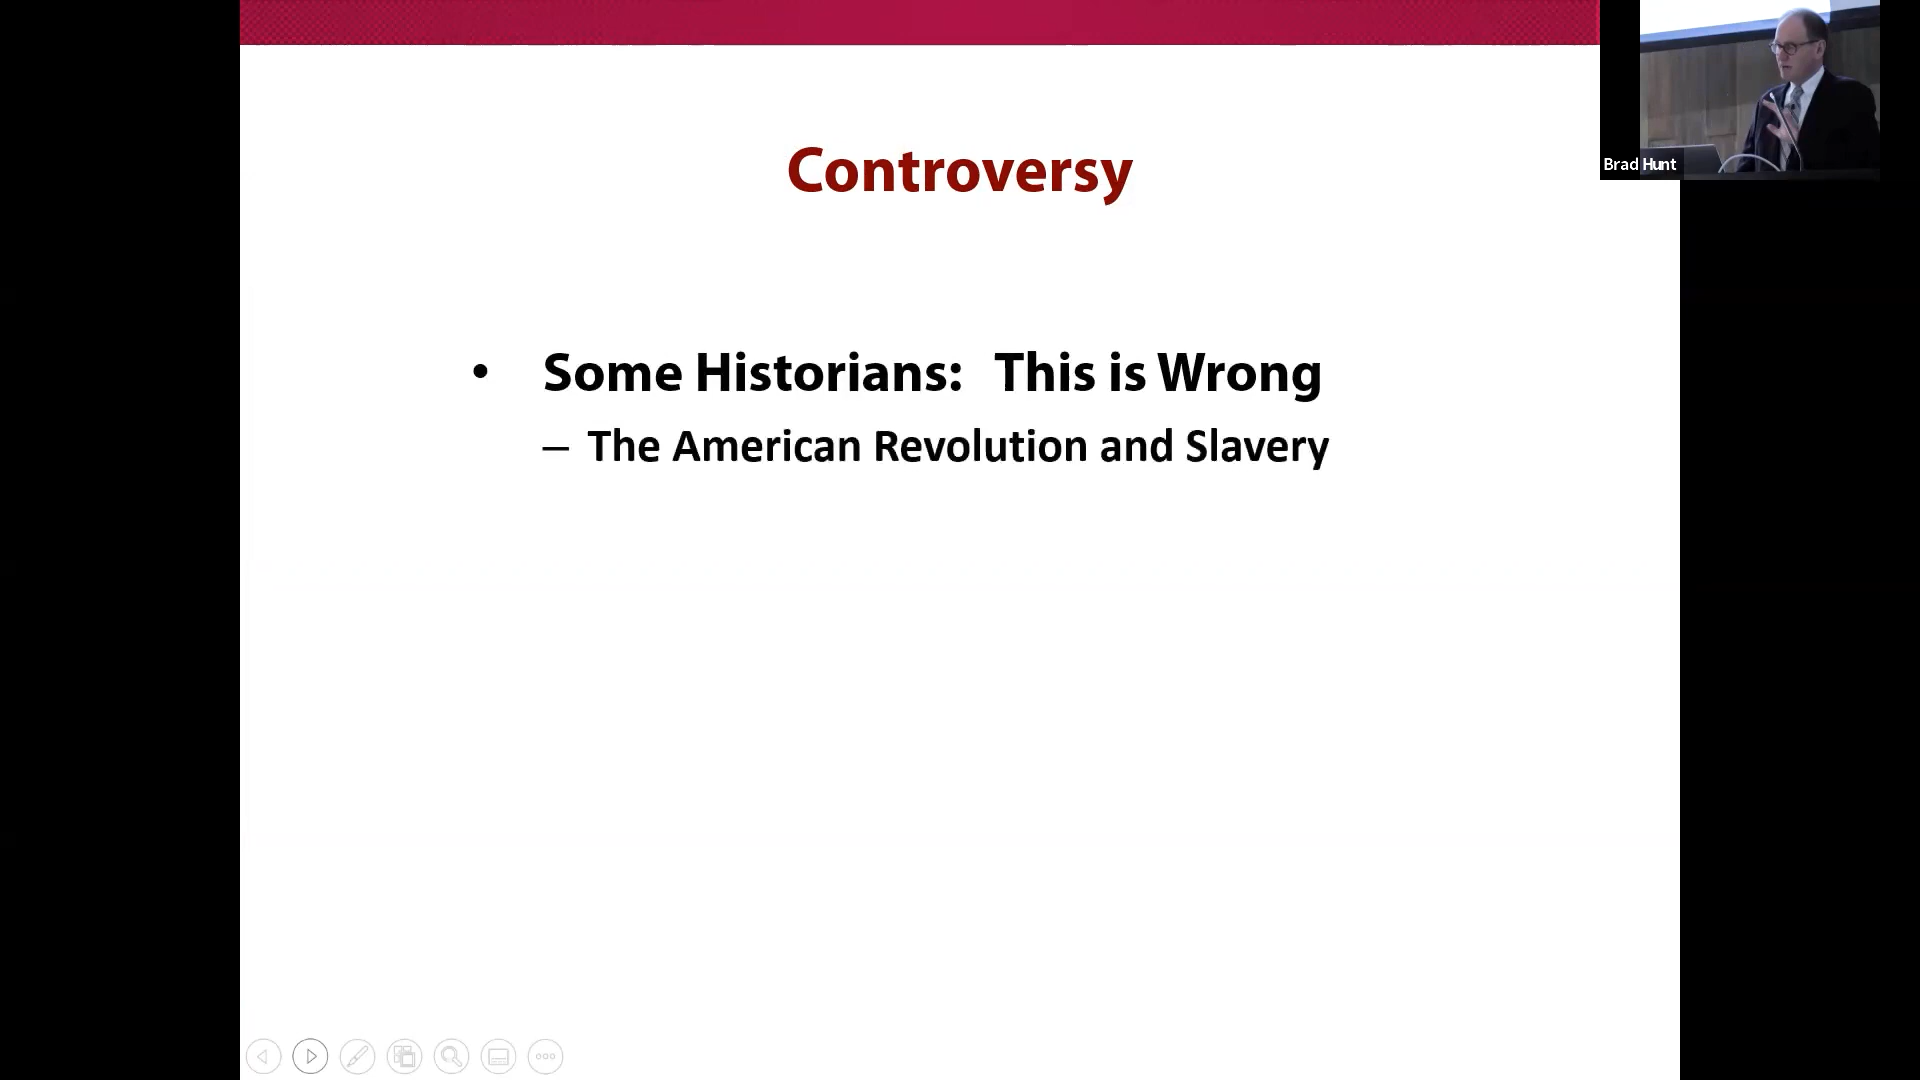 Controversy
• Some Historians: This is Wrong
– The American Revolution and Slavery
Brad Hunt